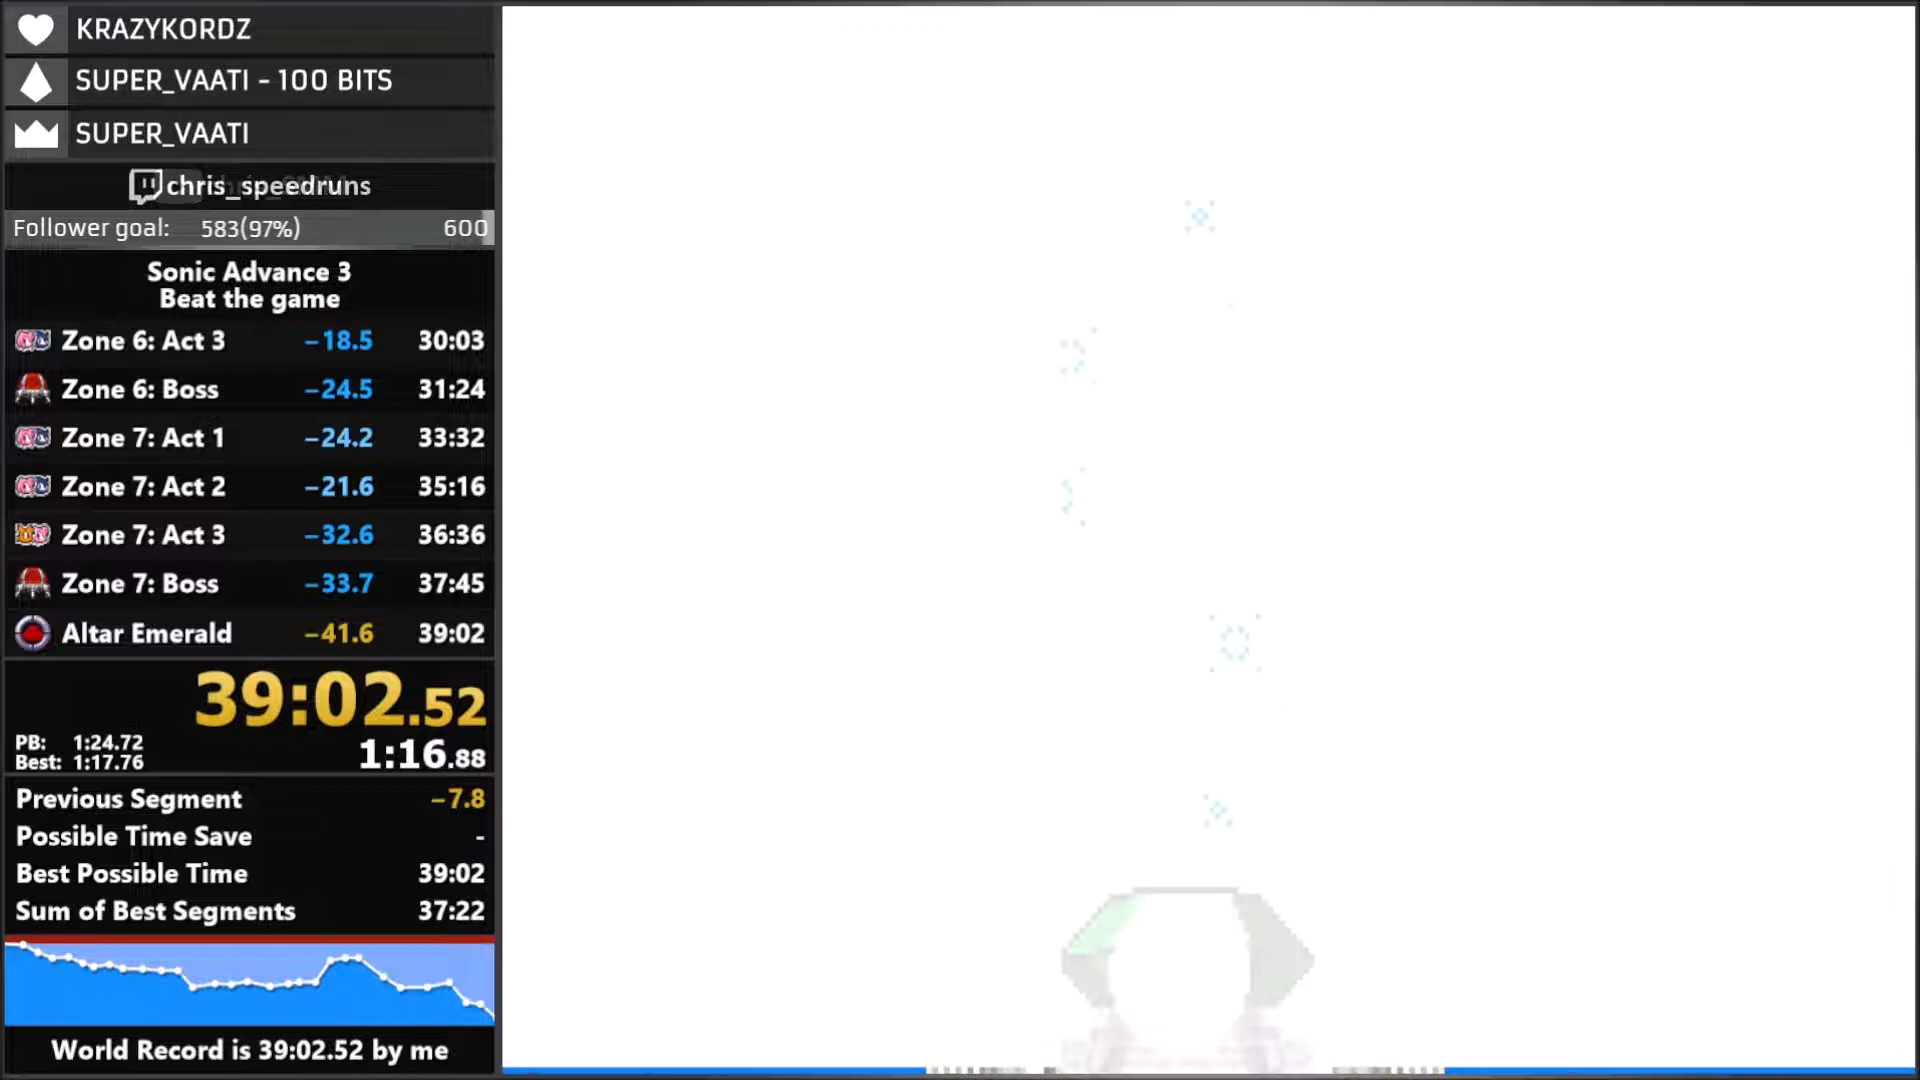 KRAZYKORDZ
SUPER_VAATI - 100 BITS
SUPER_VAATI
chris_speedruns
Follower goal: 583(97%) 600
Sonic Advance 3
Beat the game
Zone 6: Act 3 −18.5 30:03
Zone 6: Boss −24.5 31:24
Zone 7: Act 1 −24.2 33:32
Zone 7: Act 2 −21.6 35:16
Zone 7: Act 3 −32.6 36:36
Zone 7: Boss −33.7 37:45
Altar Emerald −41.6 39:02
39:02.52
PB: 1:24.72
Best: 1:17.76
1:16.88
Previous Segment −7.8
Possible Time Save -
Best Possible Time 39:02
Sum of Best Segments 37:22
World Record is 39:02.52 by me